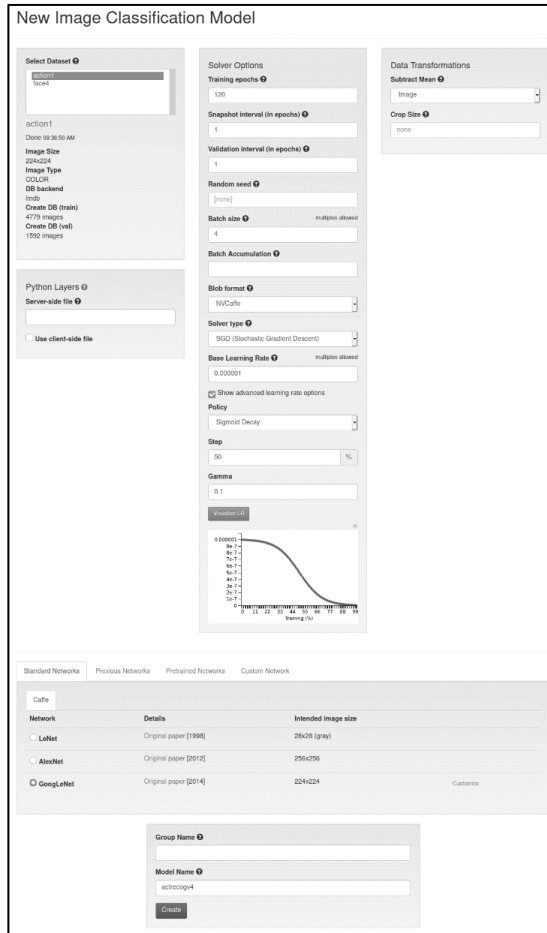 New Image Classification Model
Select Dataset
action1
face4
action1
Done 09:36:50 AM
Image Size
224x224
Image Type
COLOR
DB backend
lmdb
Create DB (train)
4779 images
Create DB (val)
1592 images
Python Layers
Server-side file
Use client-side file
Solver Options
Training epochs
120
Snapshot interval (in epochs)
1
Validation interval (in epochs)
1
Random seed
[none]
Batch size multiples allowed
4
Batch Accumulation
Blob format
NVCaffe
Solver type
SGD (Stochastic Gradient Descent)
Base Learning Rate multiples allowed
0.000001
Show advanced learning rate options
Policy
Sigmoid Decay
Step
50 %
Gamma
0.1
Visualize LR
0.000001
9e-7
8e-7
7e-7
6e-7
5e-7
4e-7
3e-7
2e-7
1e-7
0
0 11 22 33 44 55 66 77 88 99
Training (%)
Data Transformations
Subtract Mean
Image
Crop Size
none
Standard Networks Previous Networks Pretrained Networks Custom Network
Caffe
Network Details Intended image size
LeNet Original paper [1998] 28x28 (gray)
AlexNet Original paper [2012] 256x256
GoogLeNet Original paper [2014] 224x224 Customize
Group Name
Model Name
actrecogv4
Create